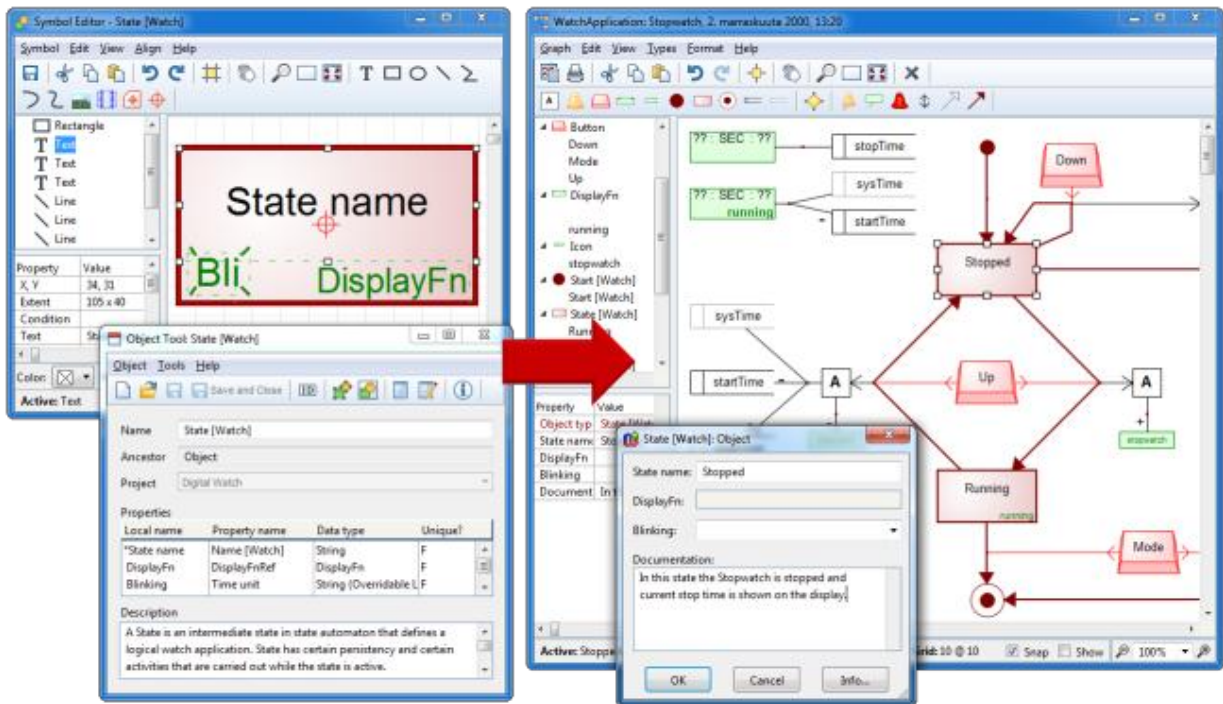 Symbol Editor - State [Watch]
Symbol Edit View Align Help
T
Rectangle
T Text
T Text
T Text
Line
Line
Line
State name
Bli
DisplayFn
Property Value
X, Y 34, 31
Extent 105 x 40
Condition
Text
Color:
Active: Text
Object Tool: State [Watch]
Object Tools Help
Save and Close
Name State [Watch]
Ancestor Object
Project Digital Watch
Properties
Local name Property name Data type Unique?
*State name Name [Watch] String F
DisplayFn DisplayFnRef DisplayFn F
Blinking Time unit String (Overridable L F
Description
A State is an intermediate state in state automaton that defines a
logical watch application. State has certain persistency and certain
activities that are carried out while the state is active.
WatchApplication: Stopwatch, 2. marraskuuta 2000, 13:20
Graph Edit View Types Format Help
A
Button
Down
Mode
Up
DisplayFn
running
Icon
stopwatch
Start [Watch]
Start [Watch]
State [Watch]
Property Value
Object typ
State name
DisplayFn
Blinking
Document In t
?? : SEC : ??
stopTime
?? : SEC : ??
running
sysTime
startTime
Down
Stopped
sysTime
startTime
A
Up
A
stopwatch
Running
running
Mode
State [Watch]: Object
State name: Stopped
DisplayFn:
Blinking:
Documentation:
In this state the Stopwatch is stopped and
current stop time is shown on the display.
OK Cancel Info...
Active: Stoppe
Grid: 10 @ 10 Snap Show 100%